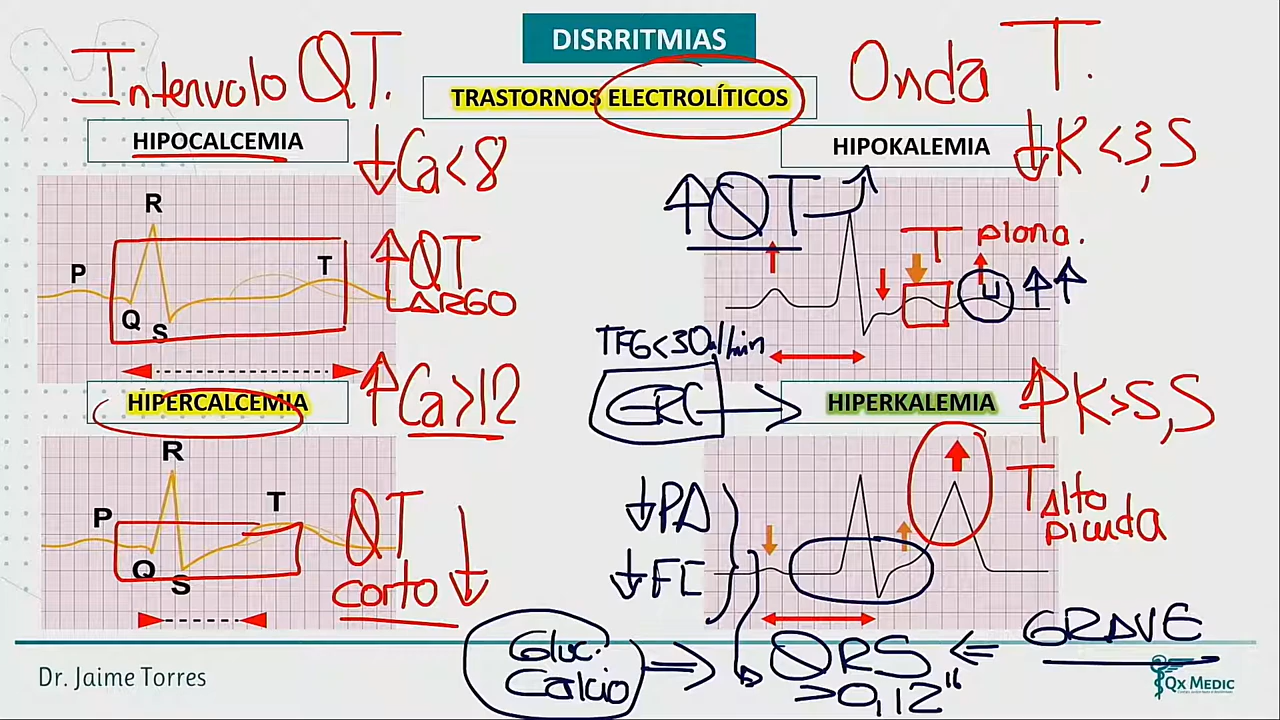 DISRRITMIAS
TRASTORNOS ELECTROLÍTICOS
Intervalo QT.
Onda T.
HIPOCALCEMIA
↓Ca<8
R
P
Q
S
T
↑QT
LARGO
HIPERCALCEMIA
↑Ca>12
R
P
Q
S
T
QT
corto ↓
HIPOKALEMIA
↓K<3,5
↑QT
T plana.
U ↑↑
TFG<30ml/min
ERC
HIPERKALEMIA
↑K>5,5
T Alta
picuda
↓PA
↓FC
Gluc.
Calcio
QRS
>0,12"
GRAVE
Dr. Jaime Torres
QX MEDIC